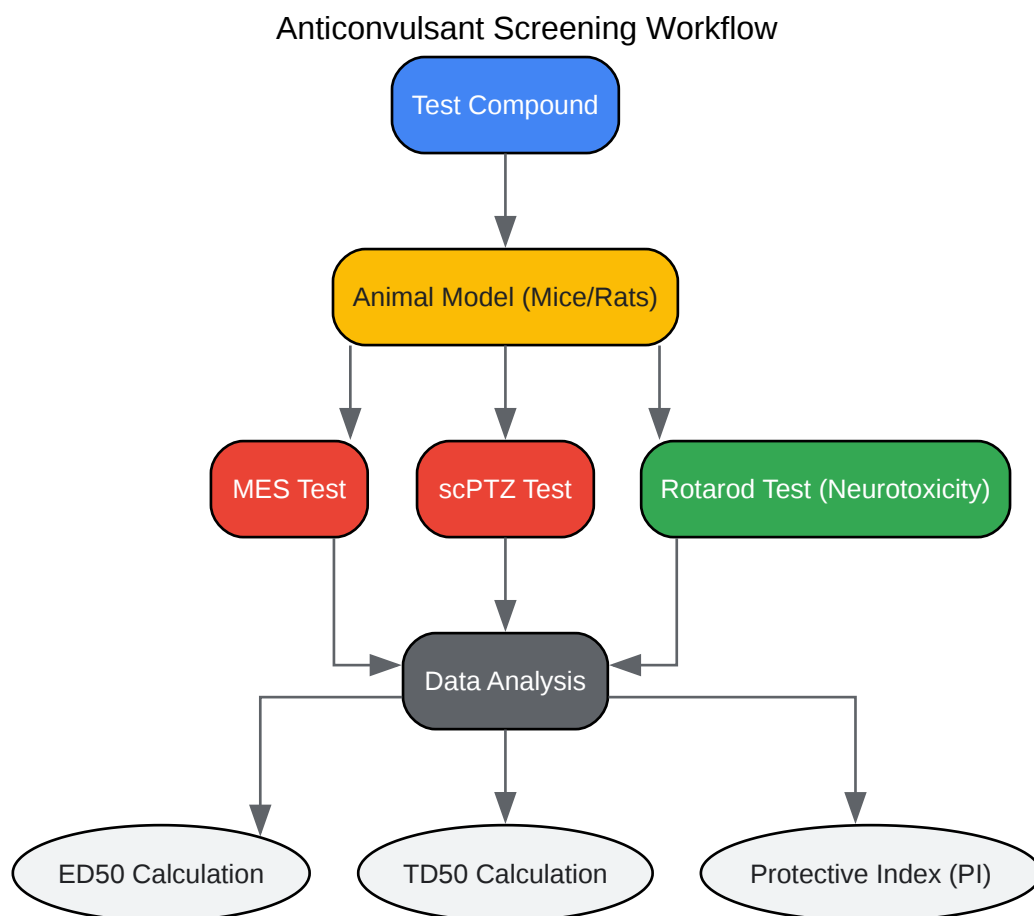 Anticonvulsant Screening Workflow
Test Compound
Animal Model (Mice/Rats)
MES Test
scPTZ Test
Rotarod Test (Neurotoxicity)
Data Analysis
ED50 Calculation
TD50 Calculation
Protective Index (PI)